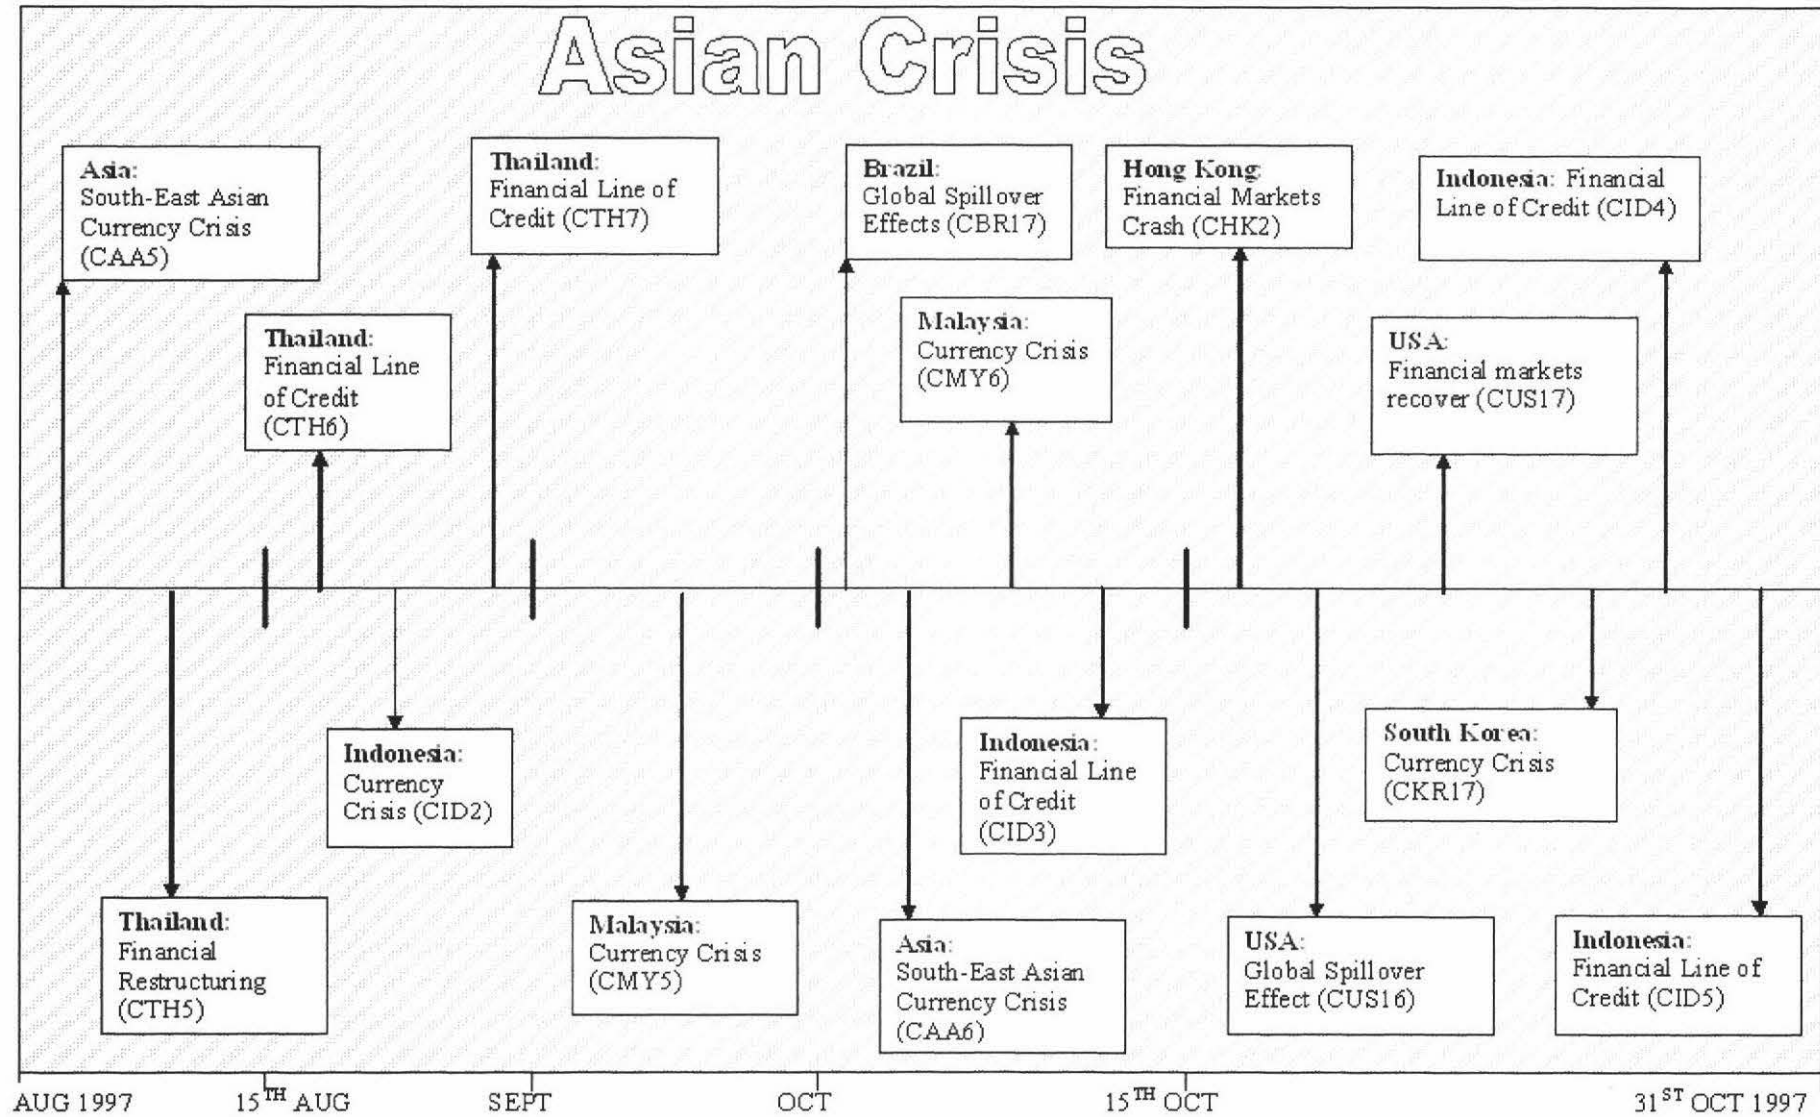 Asian Crisis
Asia:
South-East Asian
Currency Crisis
(CAA5)
Thailand:
Financial Line of
Credit (CTH7)
Brazil:
Global Spillover
Effects (CBR17)
Hong Kong:
Financial Markets
Crash (CHK2)
Indonesia: Financial
Line of Credit (CID4)
Thailand:
Financial Line
of Credit
(CTH6)
Malaysia:
Currency Crisis
(CMY6)
USA:
Financial markets
recover (CUS17)
Indonesia:
Currency
Crisis (CID2)
Indonesia:
Financial Line
of Credit
(CID3)
South Korea:
Currency Crisis
(CKR17)
Thailand:
Financial
Restructuring
(CTH5)
Malaysia:
Currency Crisis
(CMY5)
Asia:
South-East Asian
Currency Crisis
(CAA6)
USA:
Global Spillover
Effect (CUS16)
Indonesia:
Financial Line of
Credit (CID5)
AUG 1997 15TH AUG SEPT OCT 15TH OCT 31ST OCT 1997